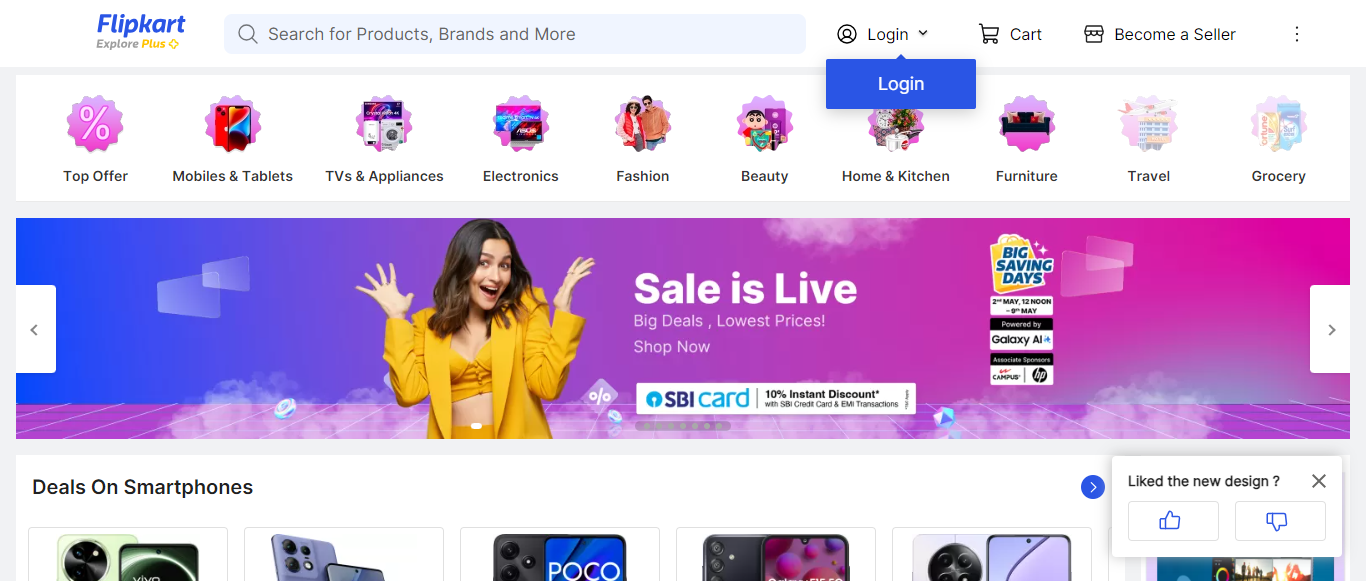 Flipkart
Explore Plus
Search for Products, Brands and More
Login
Cart
Become a Seller
Login
%
Top Offer
Mobiles & Tablets
TVs & Appliances
Electronics
Fashion
Beauty
Home & Kitchen
Furniture
Travel
Grocery
Sale is Live
Big Deals , Lowest Prices!
Shop Now
SBI card
10% Instant Discount*
with SBI Credit Card & EMI Transactions
%
BIG
SAVING
DAYS
2ND MAY, 12 NOON
– 9TH MAY
Powered by
Galaxy AI
Associate Sponsors
CAMPUS
hp
Deals On Smartphones
Liked the new design ?
vivo
POCO
Galaxy F15 5G